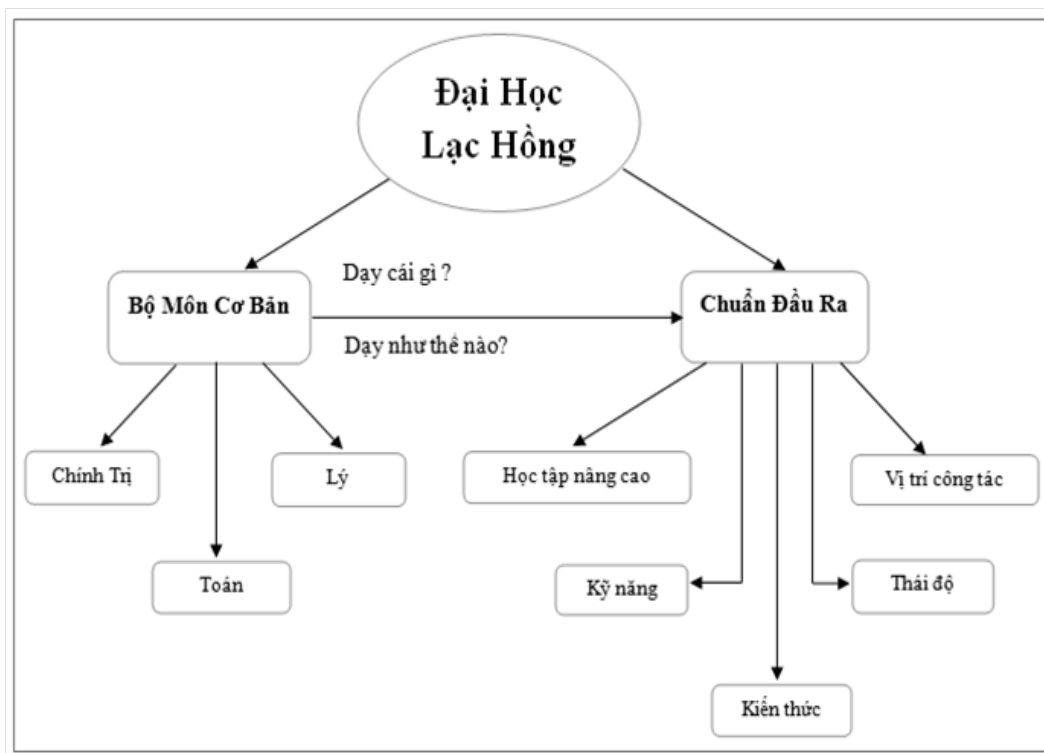 Đại Học
Lạc Hồng
Dạy cái gì ?
Bộ Môn Cơ Bản
Chuẩn Đầu Ra
Dạy như thế nào?
Chính Trị
Lý
Học tập nâng cao
Vị trí công tác
Toán
Kỹ năng
Thái độ
Kiến thức